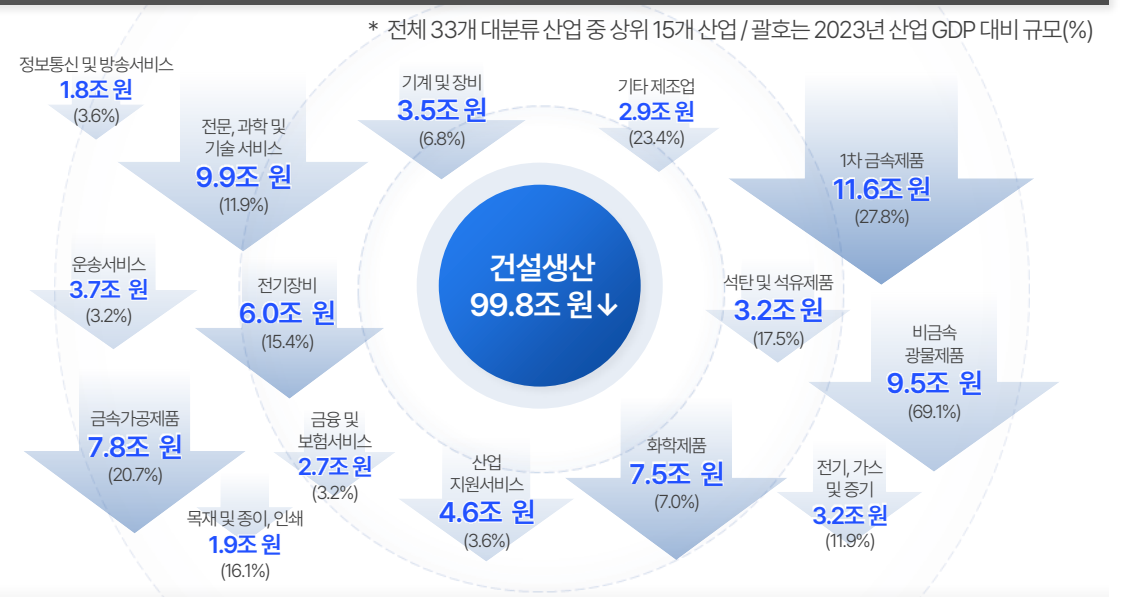 * 전체 33개 대분류 산업 중 상위 15개 산업 / 괄호는 2023년 산업 GDP 대비 규모(%)
정보통신 및 방송서비스
1.8조 원
(3.6%)
전문, 과학 및
기술 서비스
9.9조 원
(11.9%)
기계 및 장비
3.5조 원
(6.8%)
기타 제조업
2.9조 원
(23.4%)
1차 금속제품
11.6조 원
(27.8%)
운송서비스
3.7조 원
(3.2%)
전기장비
6.0조 원
(15.4%)
건설생산
99.8조 원↓
석탄 및 석유제품
3.2조 원
(17.5%)
비금속
광물제품
9.5조 원
(69.1%)
금속가공제품
7.8조 원
(20.7%)
금융 및
보험서비스
2.7조 원
(3.2%)
산업
지원서비스
4.6조 원
(3.6%)
화학제품
7.5조 원
(7.0%)
전기, 가스
및 증기
3.2조 원
(11.9%)
목재 및 종이, 인쇄
1.9조 원
(16.1%)